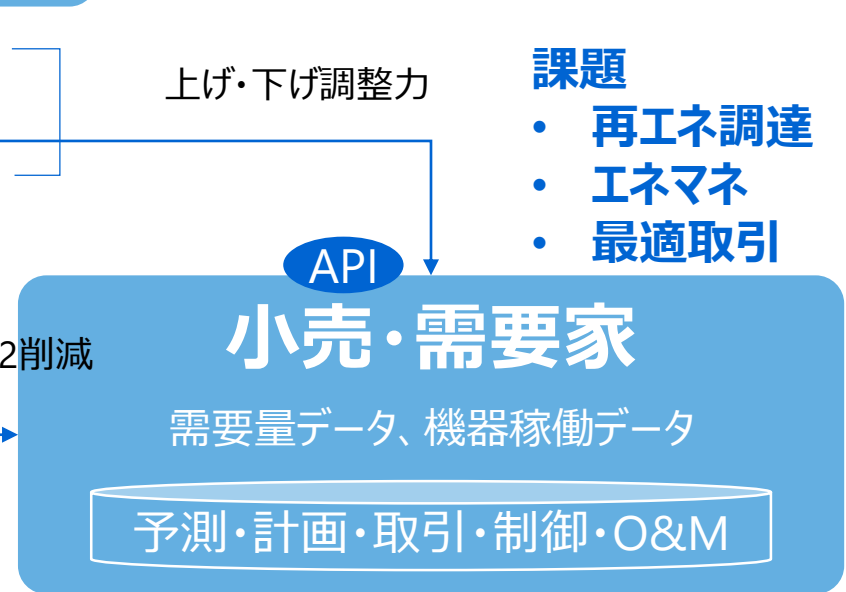 上げ・下げ調整力
課題
• 再エネ調達
• エネマネ
• 最適取引
API
小売・需要家
2削減
需要量データ、機器稼働データ
予測・計画・取引・制御・O&M